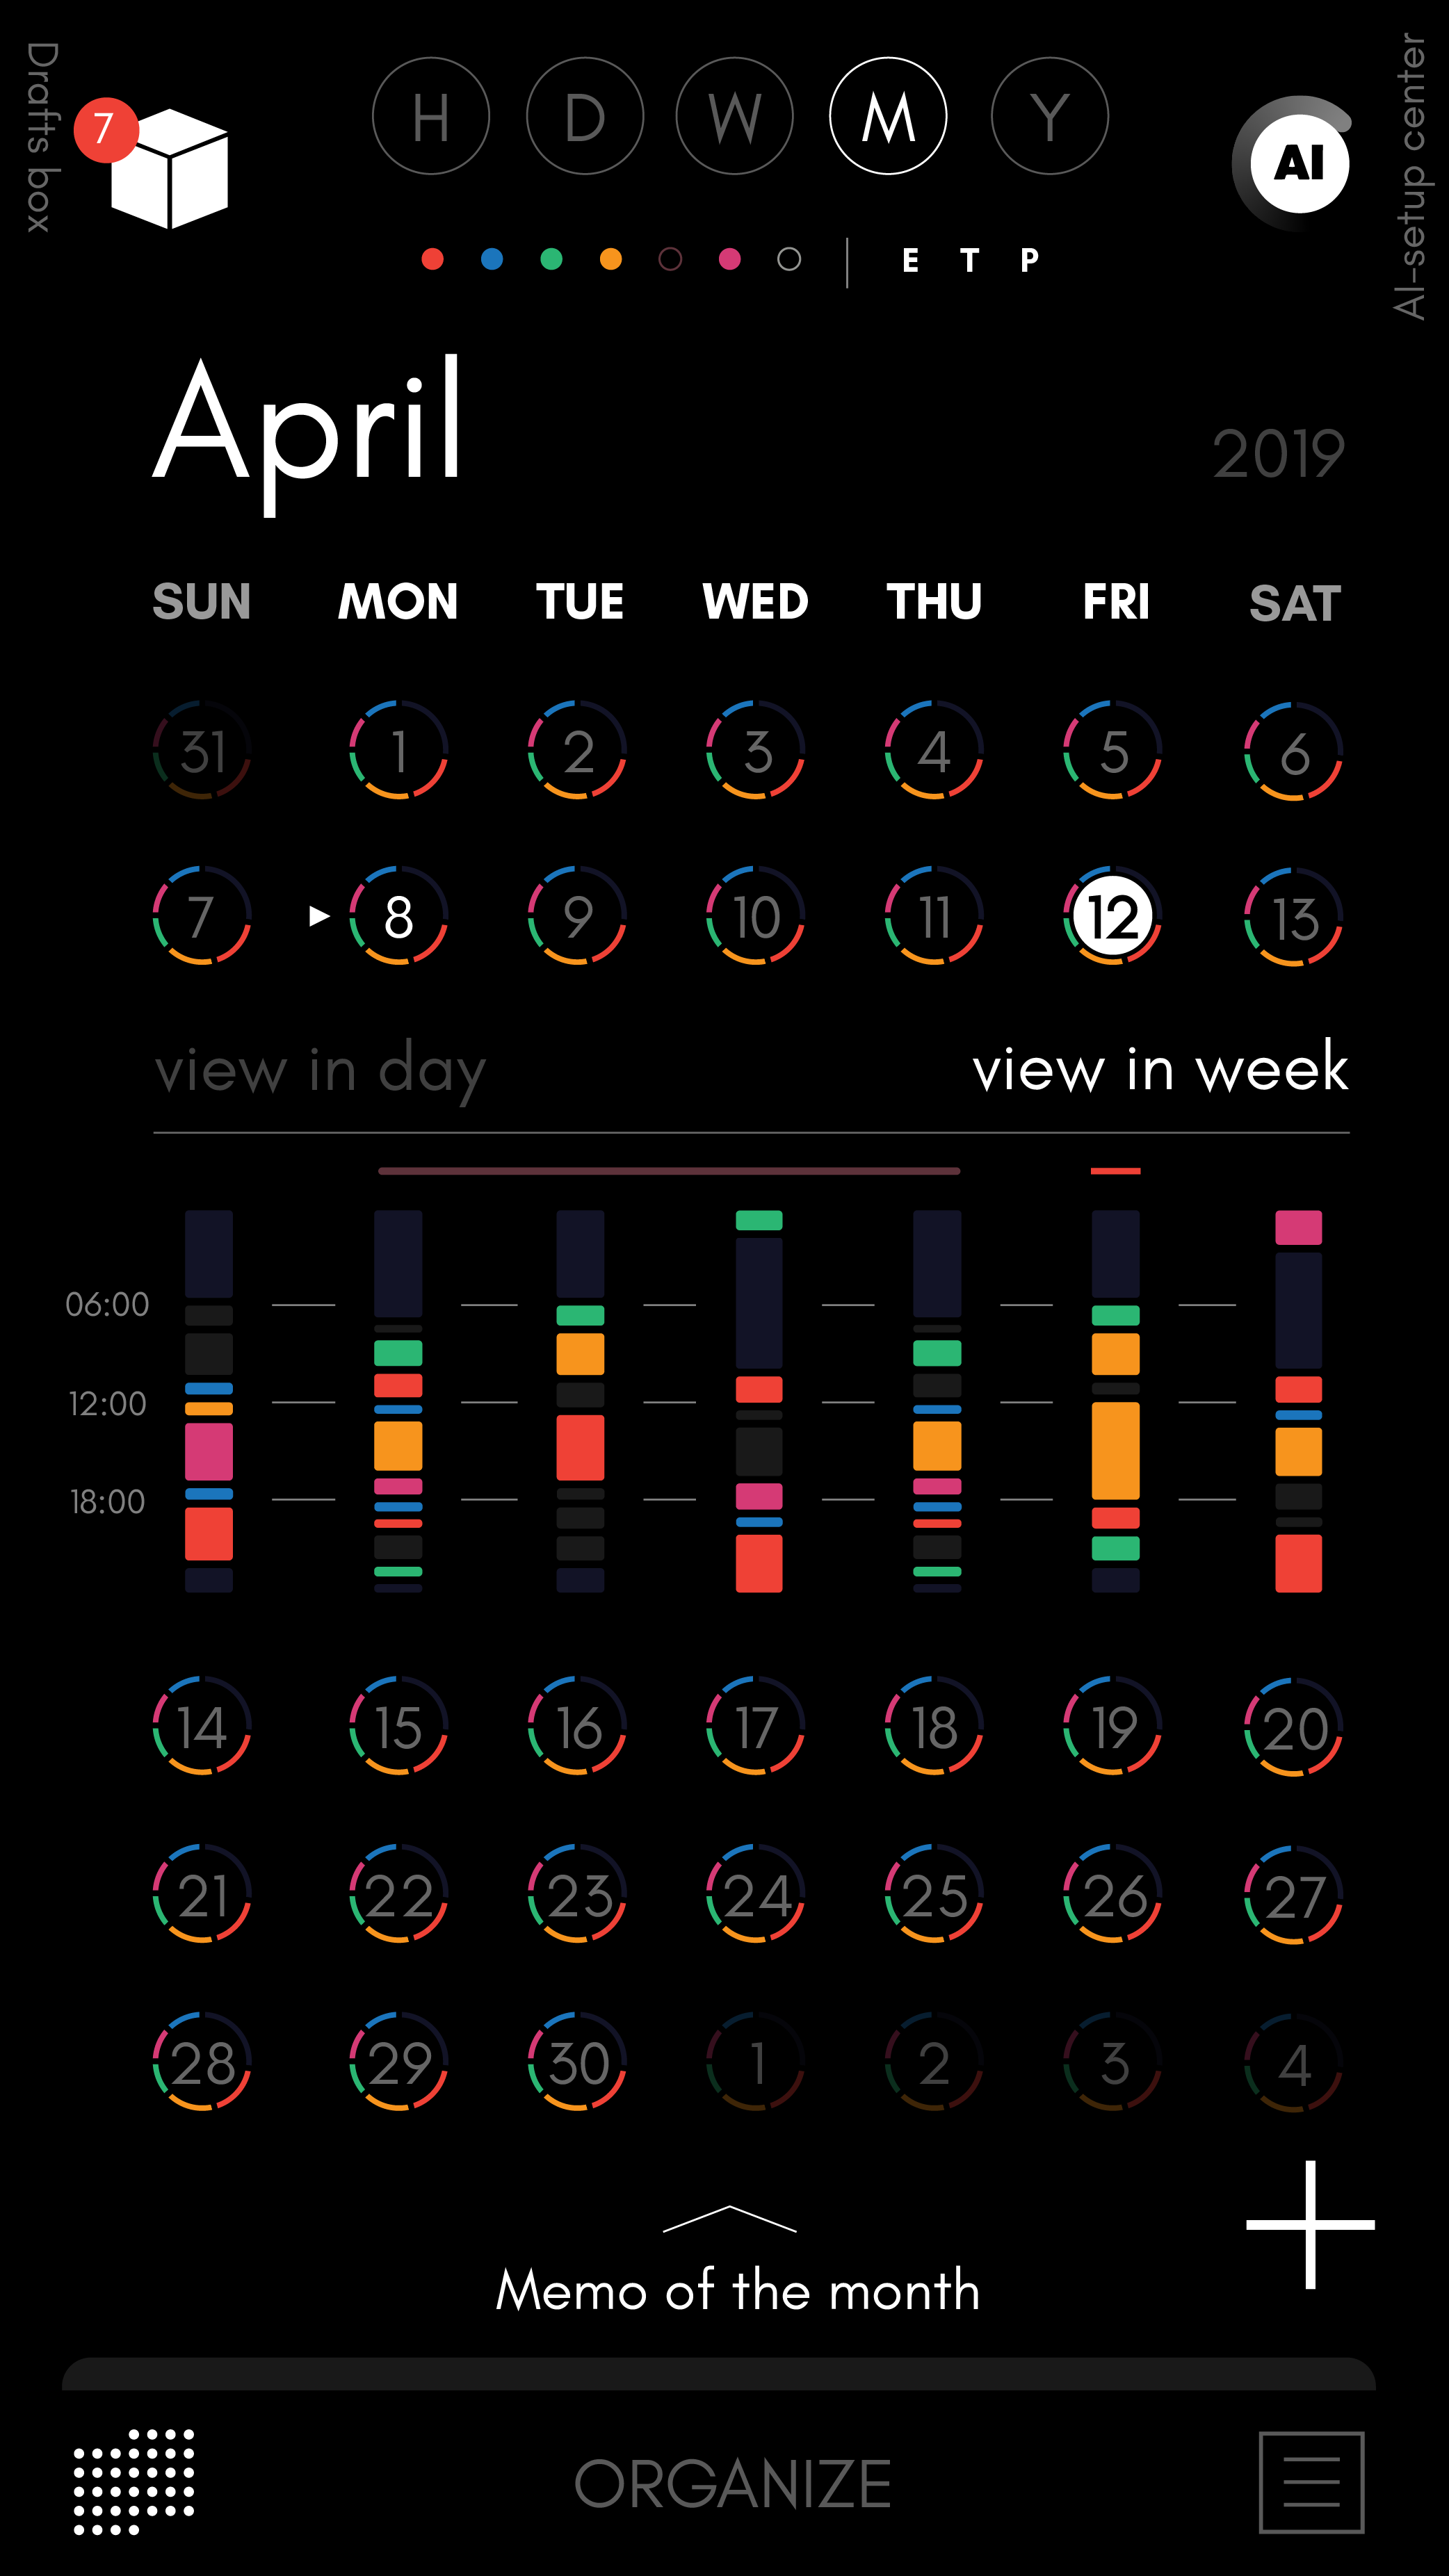 Drafts box
7
H D W M Y
AI
AI-setup center
E T P
April
2019
SUN MON TUE WED THU FRI SAT
31 1 2 3 4 5 6
7 8 9 10 11 12 13
view in day view in week
06:00
12:00
18:00
14 15 16 17 18 19 20
21 22 23 24 25 26 27
28 29 30 1 2 3 4
Memo of the month
ORGANIZE